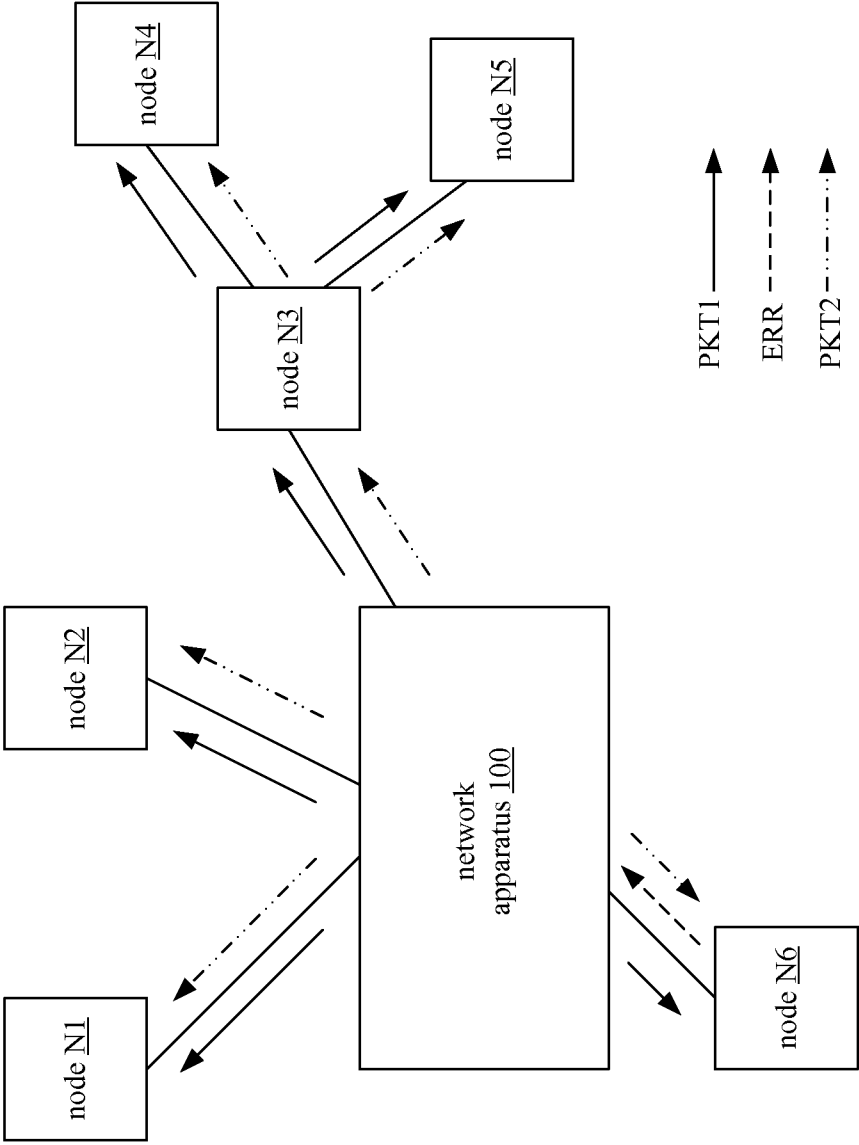 node N1
node N2
node N3
node N4
node N5
network
apparatus 100
node N6
PKT1
ERR
PKT2